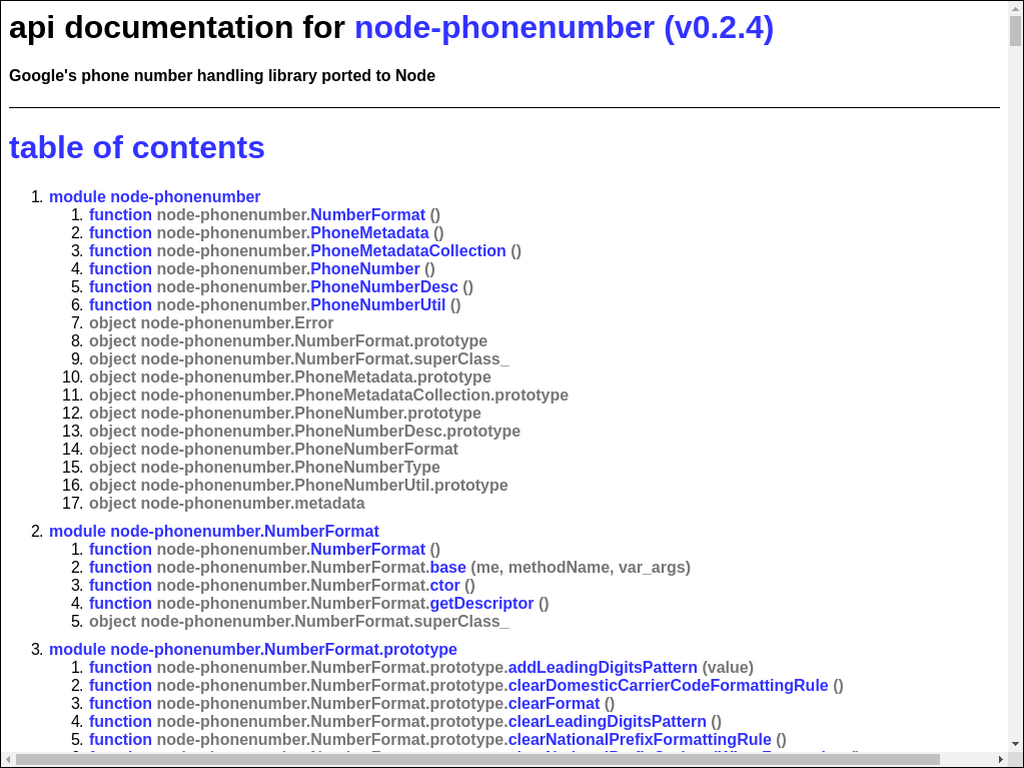 api documentation for node-phonenumber (v0.2.4)
Google's phone number handling library ported to Node
table of contents
1. module node-phonenumber
1. function node-phonenumber.NumberFormat ()
2. function node-phonenumber.PhoneMetadata ()
3. function node-phonenumber.PhoneMetadataCollection ()
4. function node-phonenumber.PhoneNumber ()
5. function node-phonenumber.PhoneNumberDesc ()
6. function node-phonenumber.PhoneNumberUtil ()
7. object node-phonenumber.Error
8. object node-phonenumber.NumberFormat.prototype
9. object node-phonenumber.NumberFormat.superClass_
10. object node-phonenumber.PhoneMetadata.prototype
11. object node-phonenumber.PhoneMetadataCollection.prototype
12. object node-phonenumber.PhoneNumber.prototype
13. object node-phonenumber.PhoneNumberDesc.prototype
14. object node-phonenumber.PhoneNumberFormat
15. object node-phonenumber.PhoneNumberType
16. object node-phonenumber.PhoneNumberUtil.prototype
17. object node-phonenumber.metadata
2. module node-phonenumber.NumberFormat
1. function node-phonenumber.NumberFormat ()
2. function node-phonenumber.NumberFormat.base (me, methodName, var_args)
3. function node-phonenumber.NumberFormat.ctor ()
4. function node-phonenumber.NumberFormat.getDescriptor ()
5. object node-phonenumber.NumberFormat.superClass_
3. module node-phonenumber.NumberFormat.prototype
1. function node-phonenumber.NumberFormat.prototype.addLeadingDigitsPattern (value)
2. function node-phonenumber.NumberFormat.prototype.clearDomesticCarrierCodeFormattingRule ()
3. function node-phonenumber.NumberFormat.prototype.clearFormat ()
4. function node-phonenumber.NumberFormat.prototype.clearLeadingDigitsPattern ()
5. function node-phonenumber.NumberFormat.prototype.clearNationalPrefixFormattingRule ()